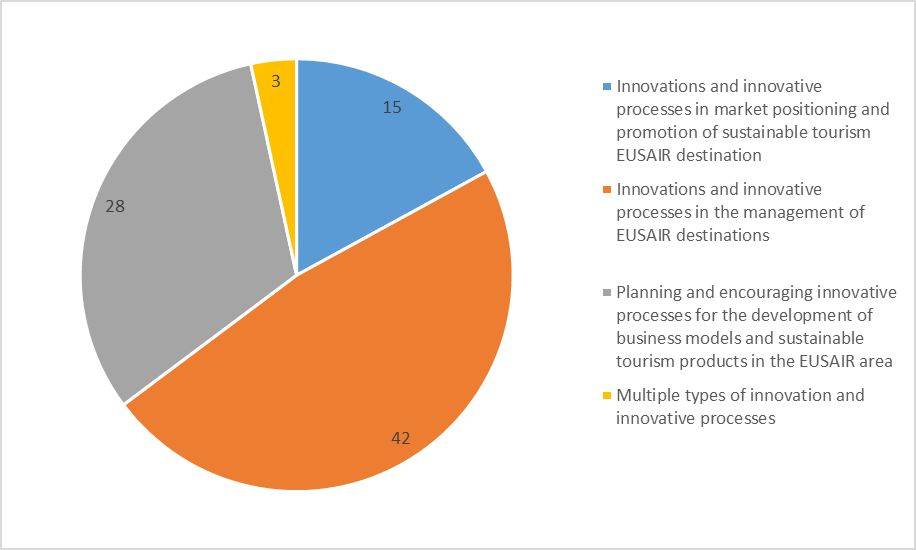 3
15
28
42
Innovations and innovative
processes in market positioning and
promotion of sustainable tourism
EUSAIR destination
Innovations and innovative
processes in the management of
EUSAIR destinations
Planning and encouraging innovative
processes for the development of
business models and sustainable
tourism products in the EUSAIR area
Multiple types of innovation and
innovative processes